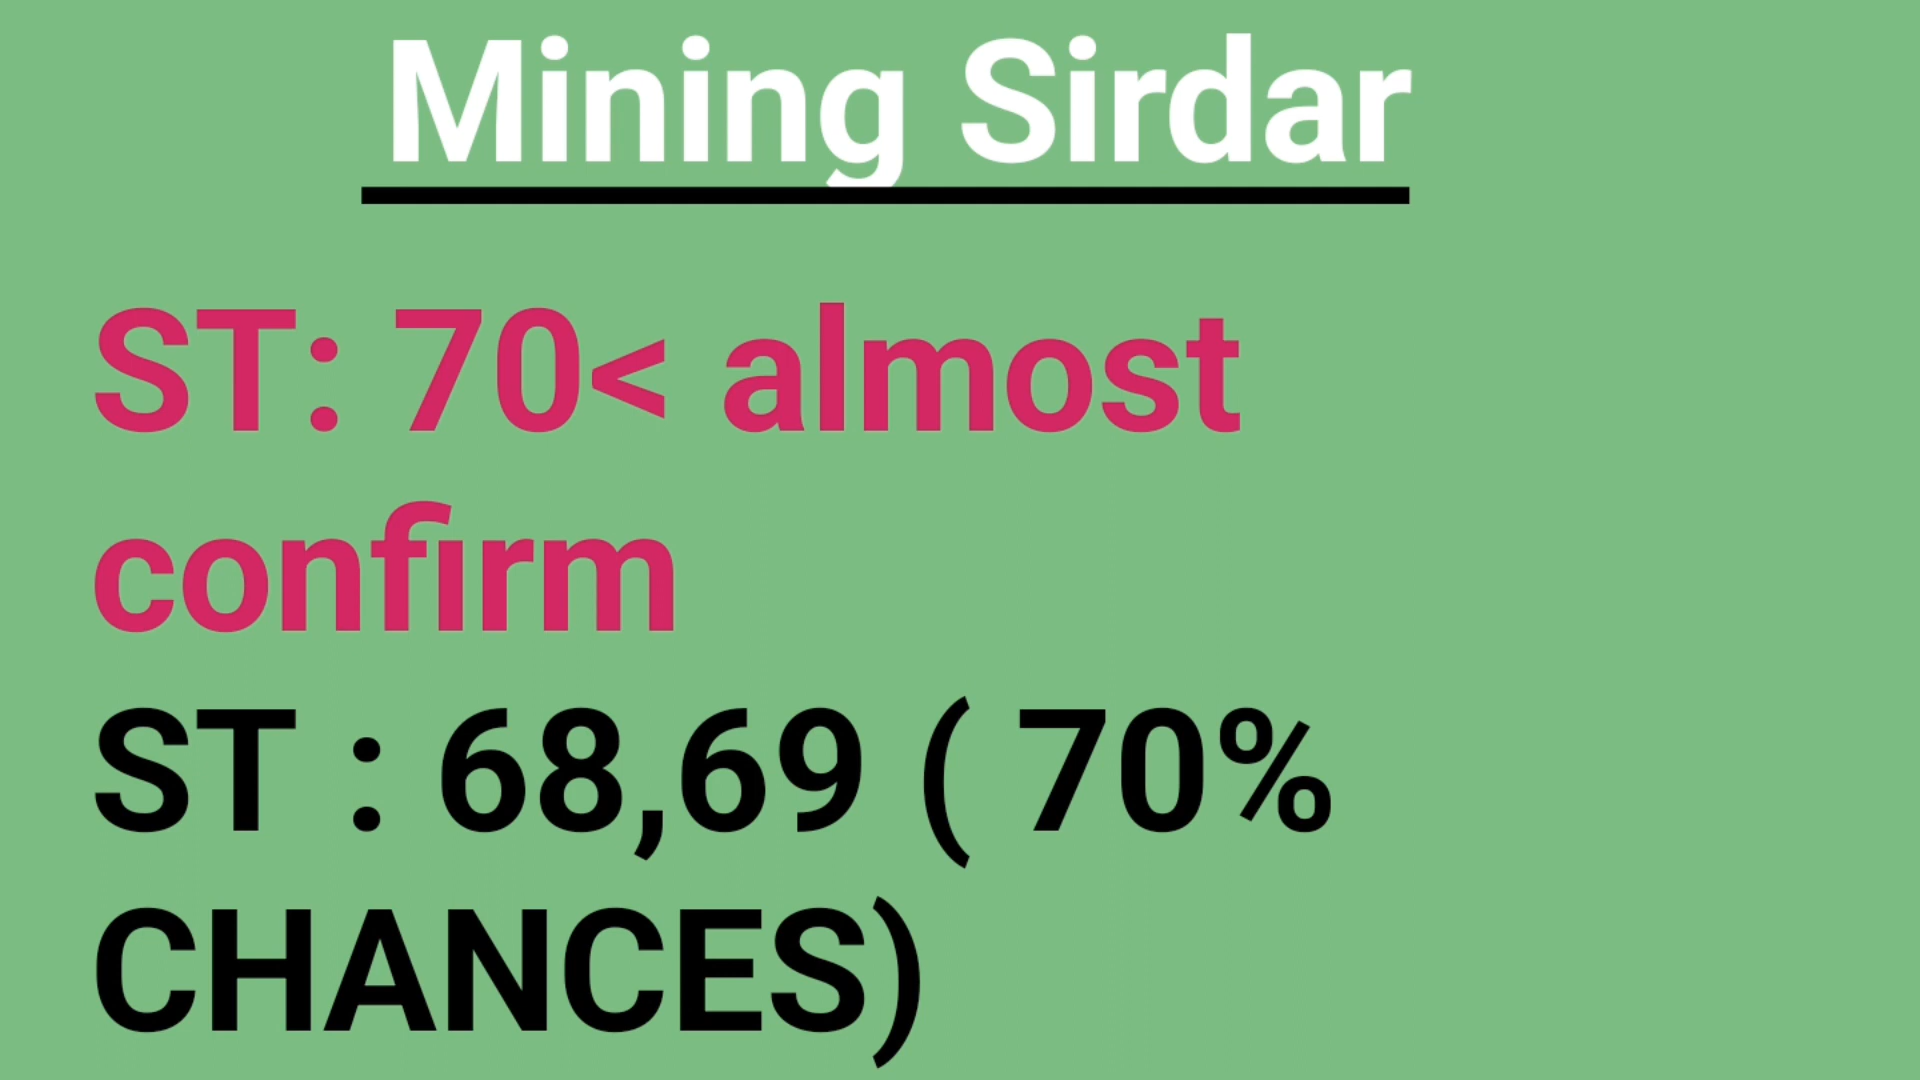 Mining Sirdar
ST: 70< almost
confirm
ST : 68,69 ( 70%
CHANCES)